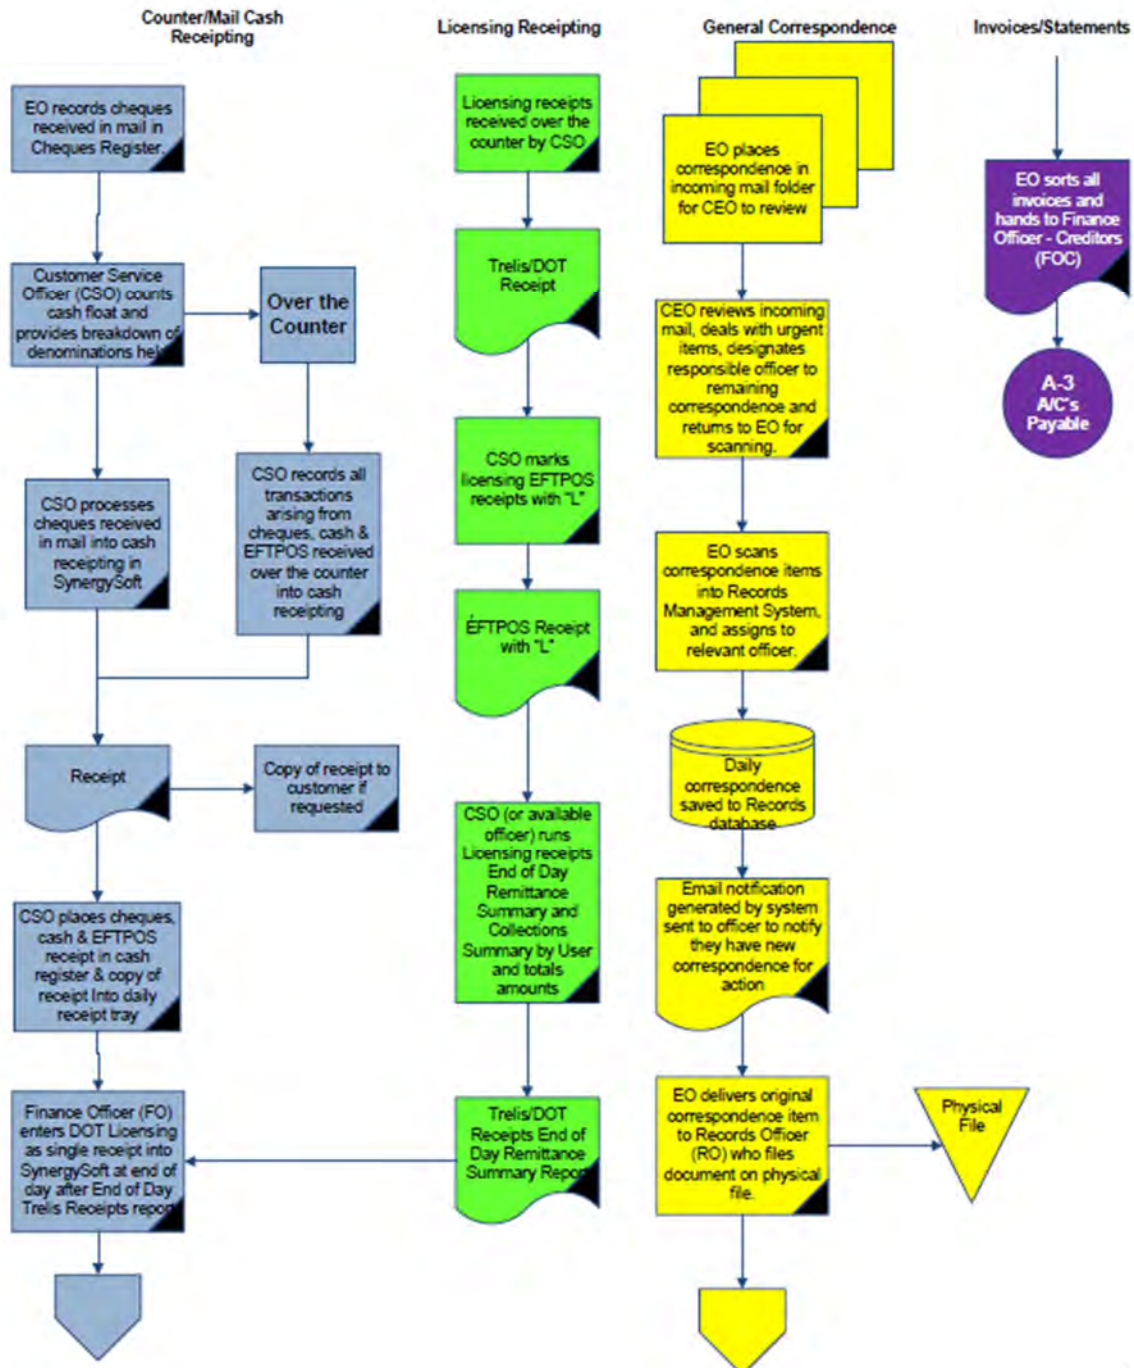 Counter/Mail Cash
Receipting
Licensing Receipting
General Correspondence
Invoices/Statements
EO records cheques
received in mail in
Cheques Register.
Customer Service
Officer (CSO) counts
cash float and
provides breakdown of
denominations hel
Over the
Counter
CSO processes
cheques received
in mail into cash
receipting in
SynergySoft
CSO records all
transactions
arising from
cheques, cash &
EFTPOS received
over the counter
into cash
receipting
Receipt
Copy of receipt to
customer if
requested
CSO places cheques,
cash & EFTPOS
receipt in cash
register & copy of
receipt Into daily
receipt tray
Finance Officer (FO)
enters DOT Licensing
as single receipt into
SynergySoft at end of
day after End of Day
Trelis Receipts report
Licensing receipts
received over the
counter by CSO
Trelis/DOT
Receipt
CSO marks
licensing EFTPOS
receipts with "L"
ÉFTPOS Receipt
with "L"
CSO (or available
officer) runs
Licensing receipts
End of Day
Remittance
Summary and
Collections
Summary by User
and totals
amounts
Trelis/DOT
Receipts End of
Day Remittance
Summary Report
EO places
correspondence in
incoming mail folder
for CEO to review
CEO reviews incoming
mail, deals with urgent
items, designates
responsible officer to
remaining
correspondence and
returns to EO for
scanning.
EO scans
correspondence items
into Records
Management System,
and assigns to
relevant officer.
Daily
correspondence
saved to Records
database
Email notification
generated by system
sent to officer to notify
they have new
correspondence for
action
EO delivers original
correspondence item
to Records Officer
(RO) who files
document on physical
file.
Physical
File
EO sorts all
invoices and
hands to Finance
Officer - Creditors
(FOC)
A-3
A/C's
Payable